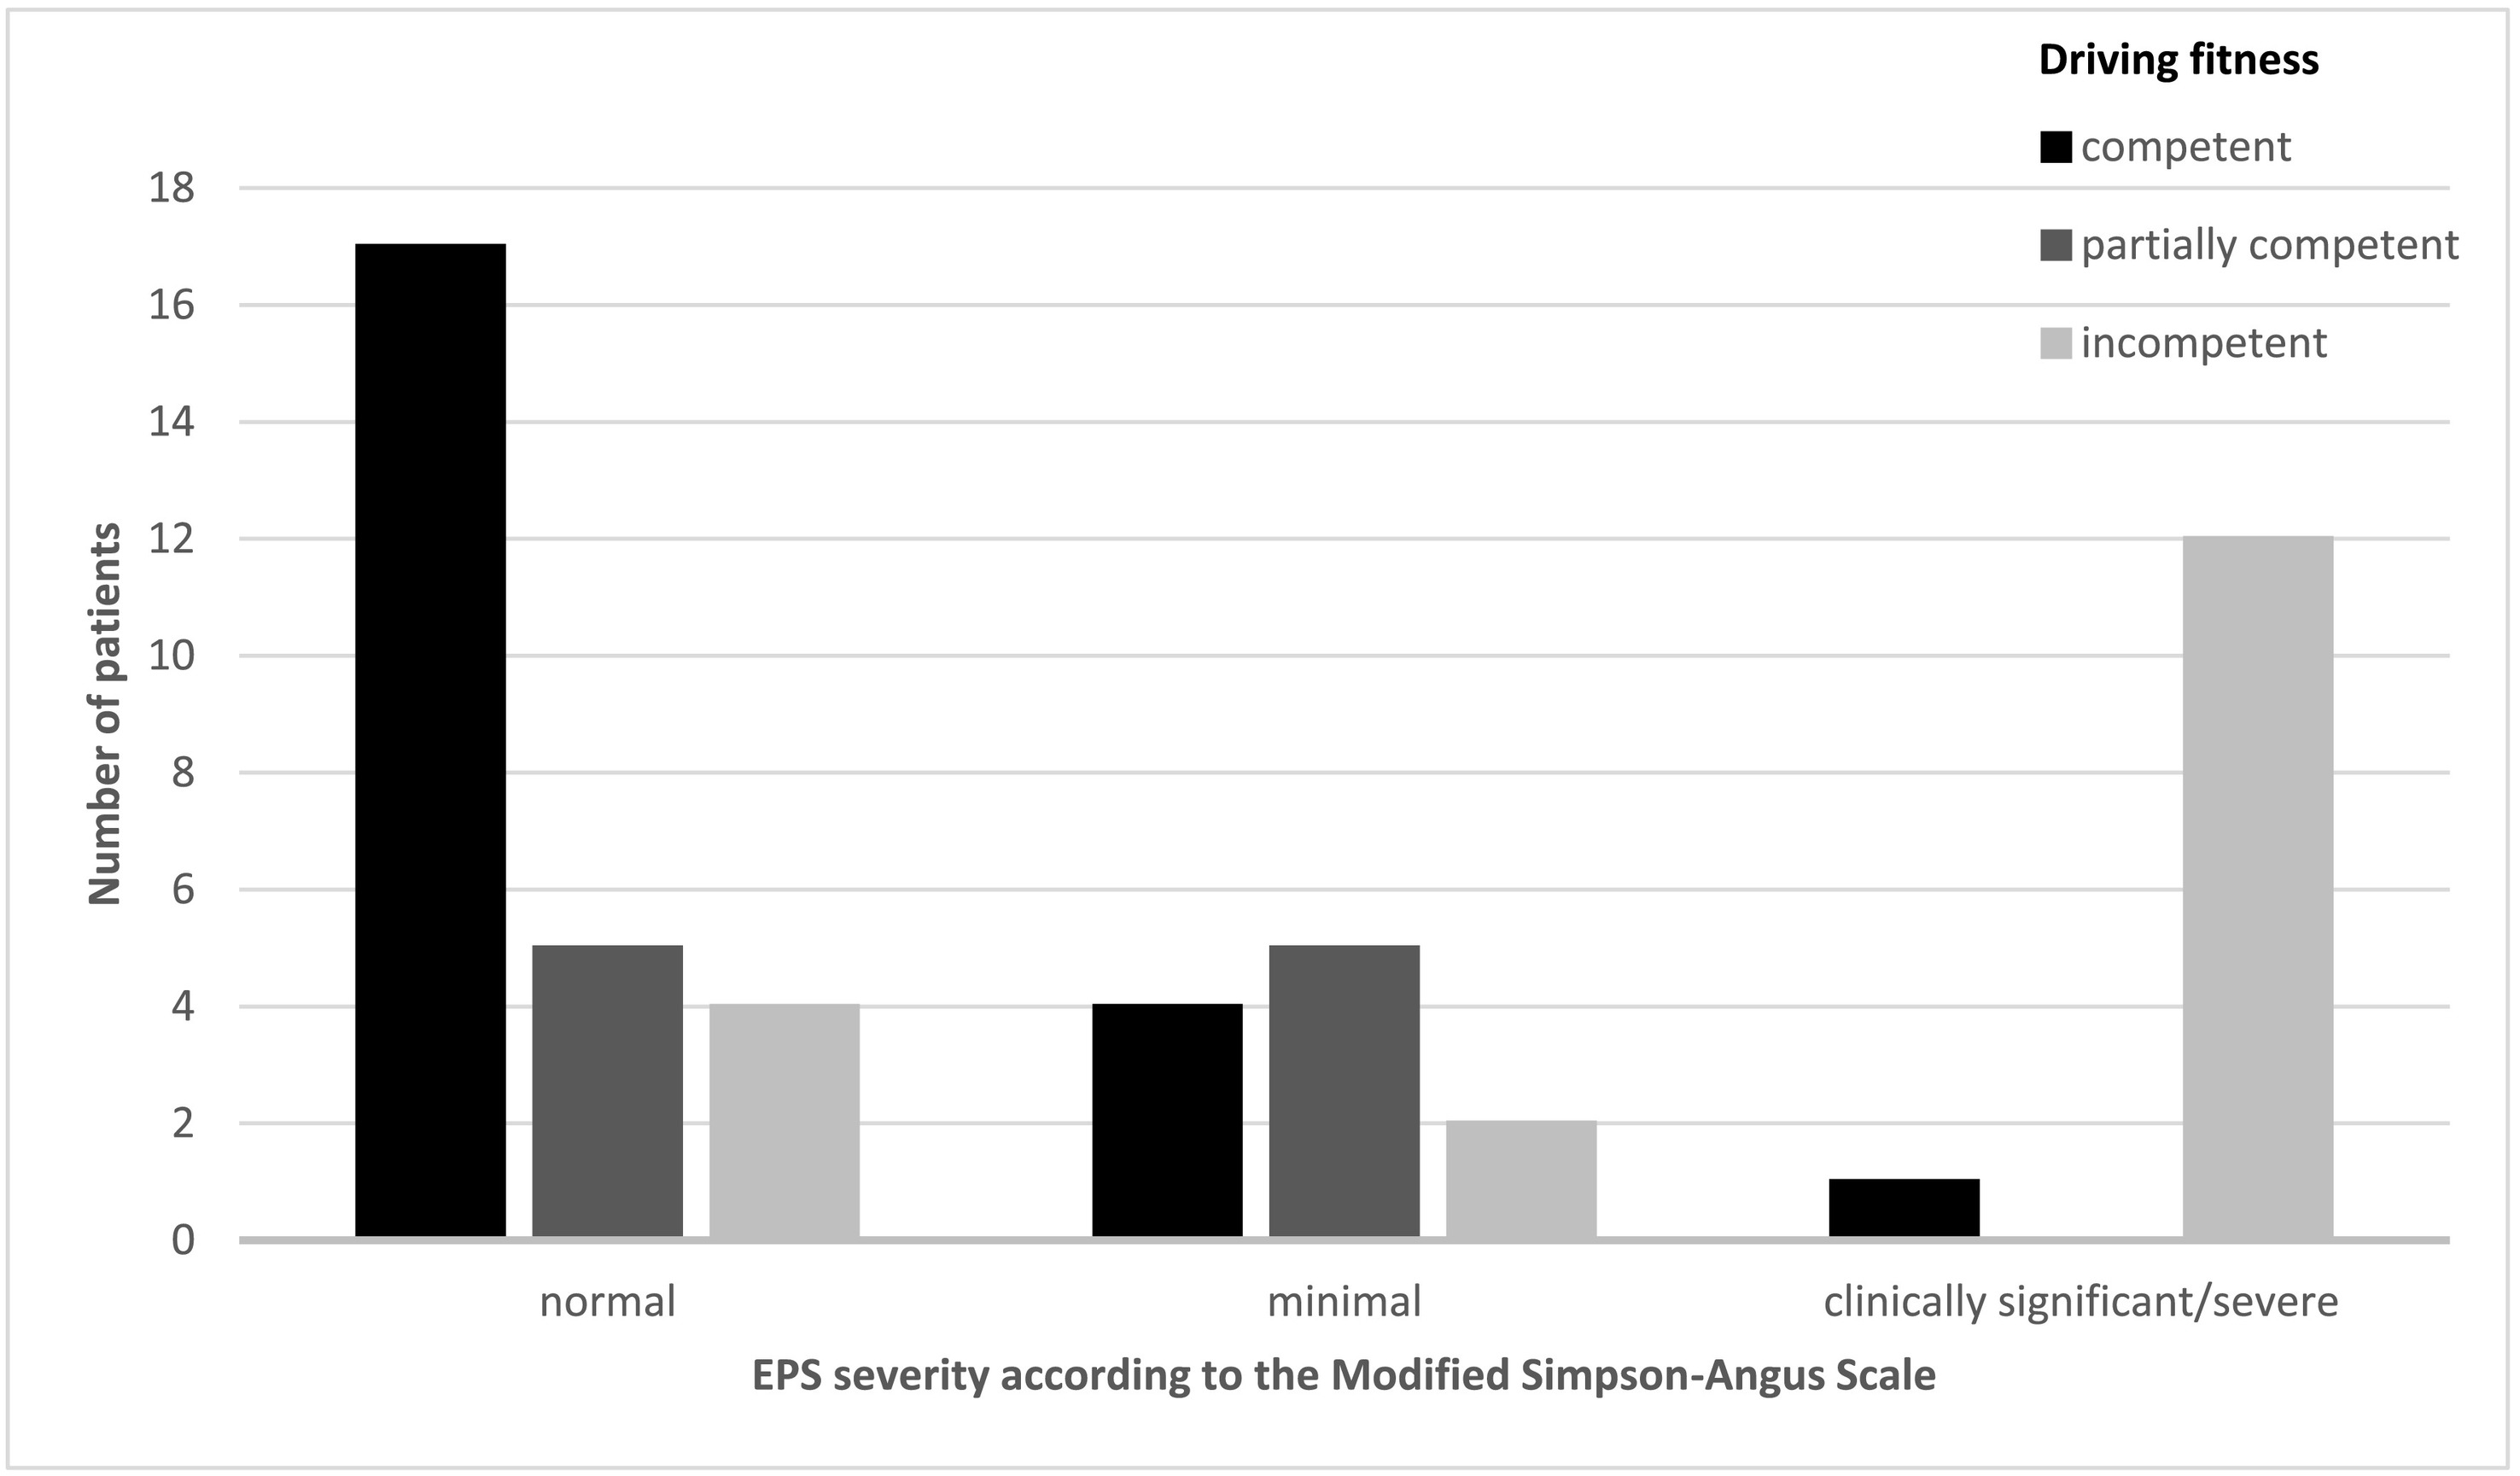 Driving fitness
competent
partially competent
incompetent
18
16
14
12
10
8
6
4
2
0
Number of patients
normal
minimal
clinically significant/severe
EPS severity according to the Modified Simpson-Angus Scale